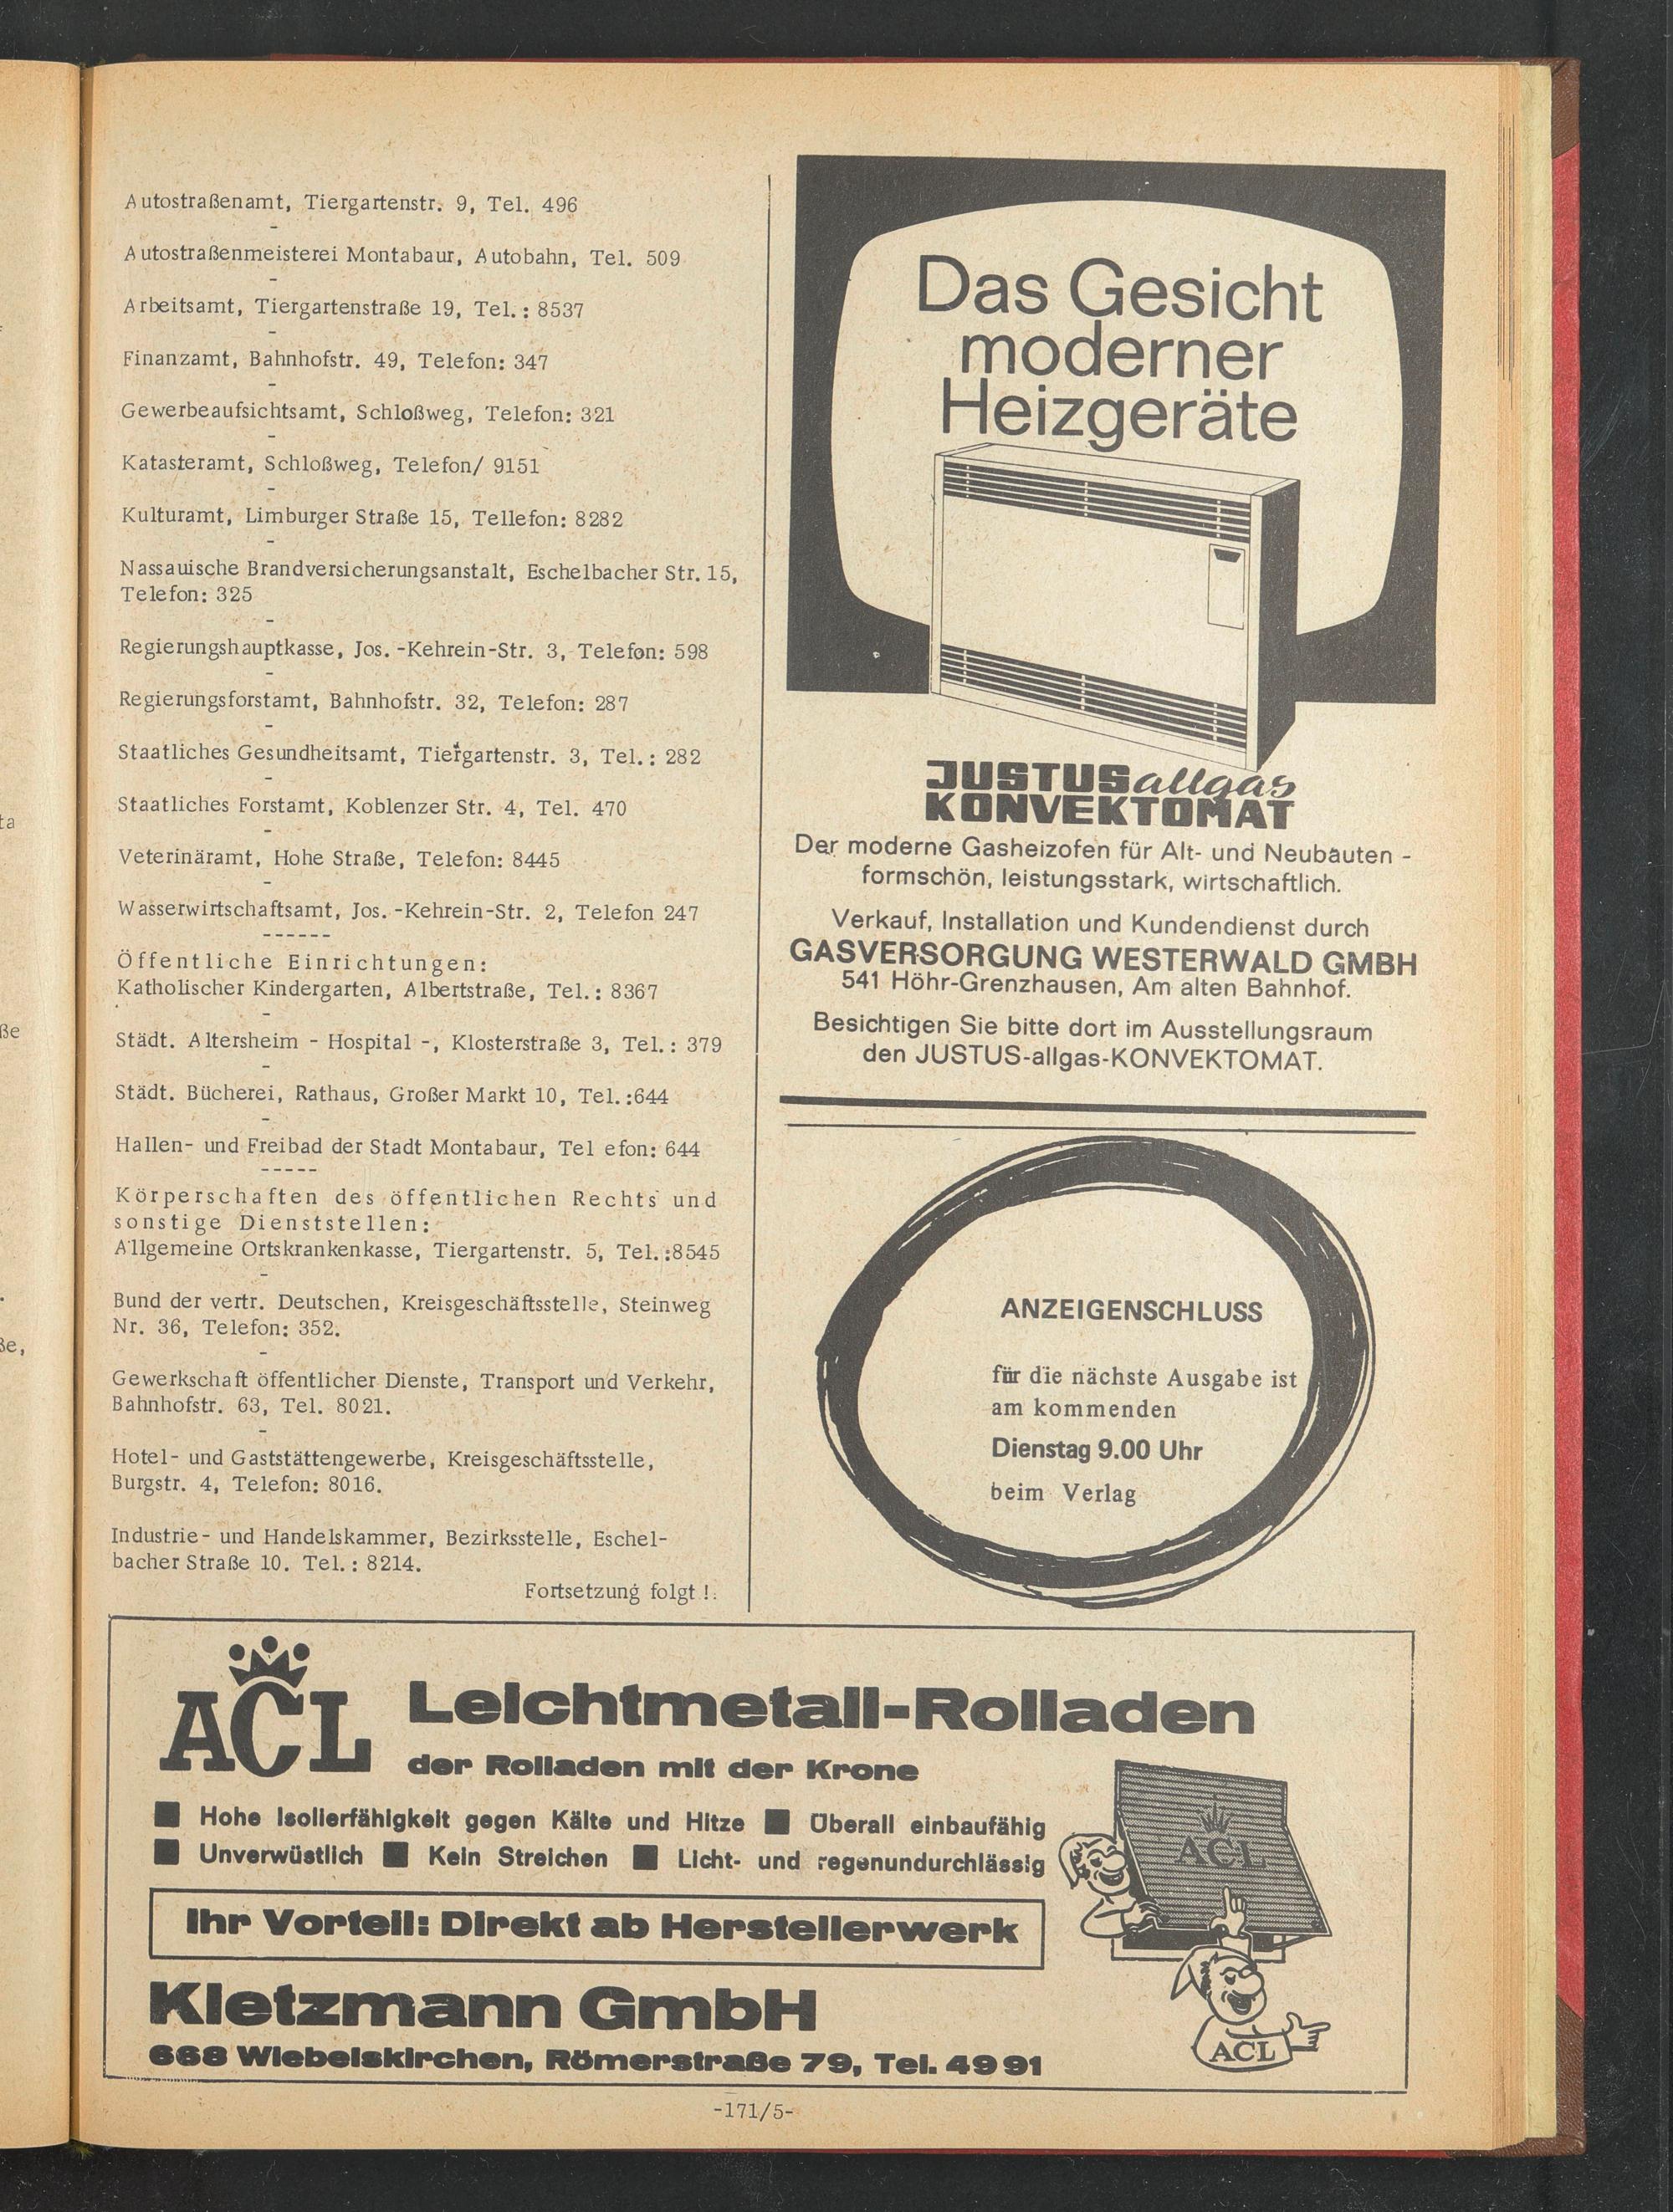 Autostraßenamt, Tiergartenstr. 9, Tel. 496
-
Autostraßenmeisterei Montabaur, Autobahn, Tel. 509
-
Arbeitsamt, Tiergartenstraße 19, Tel.: 8537
-
Finanzamt, Bahnhofstr. 49, Telefon: 347
-
Gewerbeaufsichtsamt, Schloßweg, Telefon: 321
-
Katasteramt, Schloßweg, Telefon/ 9151
-
Kulturamt, Limburger Straße 15, Tellefon: 8282
-
Nassauische Brandversicherungsanstalt, Eschelbacher Str. 15,
Telefon: 325
-
Regierungshauptkasse, Jos.-Kehrein-Str. 3, Telefon: 598
-
Regierungsforstamt, Bahnhofstr. 32, Telefon: 287
-
Staatliches Gesundheitsamt, Tiergartenstr. 3, Tel.: 282
-
Staatliches Forstamt, Koblenzer Str. 4, Tel. 470
-
Veterinäramt, Hohe Straße, Telefon: 8445
-
Wasserwirtschaftsamt, Jos.-Kehrein-Str. 2, Telefon 247
------
Öffentliche Einrichtungen:
Katholischer Kindergarten, Albertstraße, Tel.: 8367
-
Städt. Altersheim - Hospital -, Klosterstraße 3, Tel.: 379
-
Städt. Bücherei, Rathaus, Großer Markt 10, Tel.:644
-
Hallen- und Freibad der Stadt Montabaur, Tel efon: 644
-----
Körperschaften des öffentlichen Rechts und
sonstige Dienststellen:
Allgemeine Ortskrankenkasse, Tiergartenstr. 5, Tel.:8545
-
Bund der vertr. Deutschen, Kreisgeschäftsstelle, Steinweg
Nr. 36, Telefon: 352.
-
Gewerkschaft öffentlicher Dienste, Transport und Verkehr,
Bahnhofstr. 63, Tel. 8021.
-
Hotel- und Gaststättengewerbe, Kreisgeschäftsstelle,
Burgstr. 4, Telefon: 8016.
Industrie- und Handelskammer, Bezirksstelle, Eschel-
bacher Straße 10. Tel.: 8214.
Fortsetzung folgt !.
Das Gesicht
moderner
Heizgeräte
JUSTUS allgas
KONVEKTOMAT
Der moderne Gasheizofen für Alt- und Neubauten -
formschön, leistungsstark, wirtschaftlich.
Verkauf, Installation und Kundendienst durch
GASVERSORGUNG WESTERWALD GMBH
541 Höhr-Grenzhausen, Am alten Bahnhof.
Besichtigen Sie bitte dort im Ausstellungsraum
den JUSTUS-allgas-KONVEKTOMAT.
ANZEIGENSCHLUSS
für die nächste Ausgabe ist
am kommenden
Dienstag 9.00 Uhr
beim Verlag
ACL Leichtmetall-Rolladen
der Rolladen mit der Krone
■ Hohe Isolierfähigkeit gegen Kälte und Hitze ■ Überall einbaufähig
■ Unverwüstlich ■ Kein Streichen ■ Licht- und regenundurchlässig
Ihr Vorteil: Direkt ab Herstellerwerk
Kletzmann GmbH
668 Wiebelskirchen, Römerstraße 79, Tel. 49 91
ACL
ACL
-171/5-
ta
ße
ße,